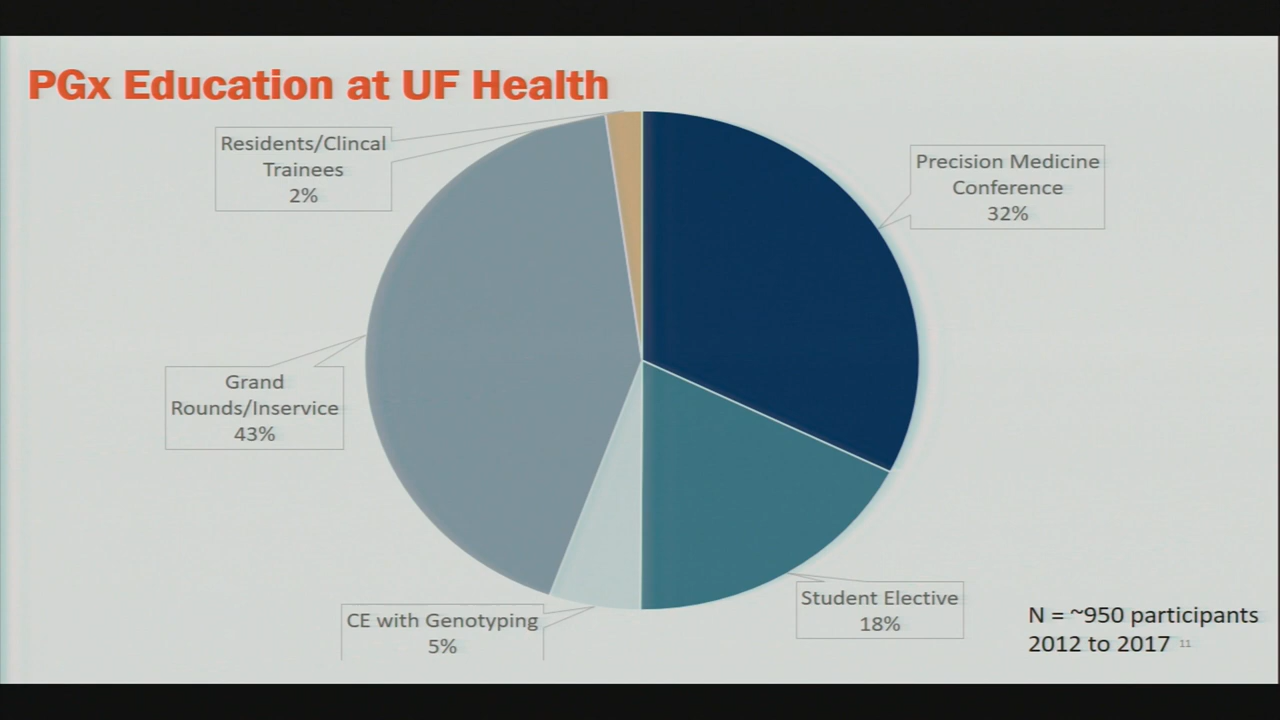 PGx Education at UF Health
Residents/Clincal
Trainees
2%
Precision Medicine
Conference
32%
Grand
Rounds/Inservice
43%
CE with Genotyping
5%
Student Elective
18%
N = ~950 participants
2012 to 2017 11